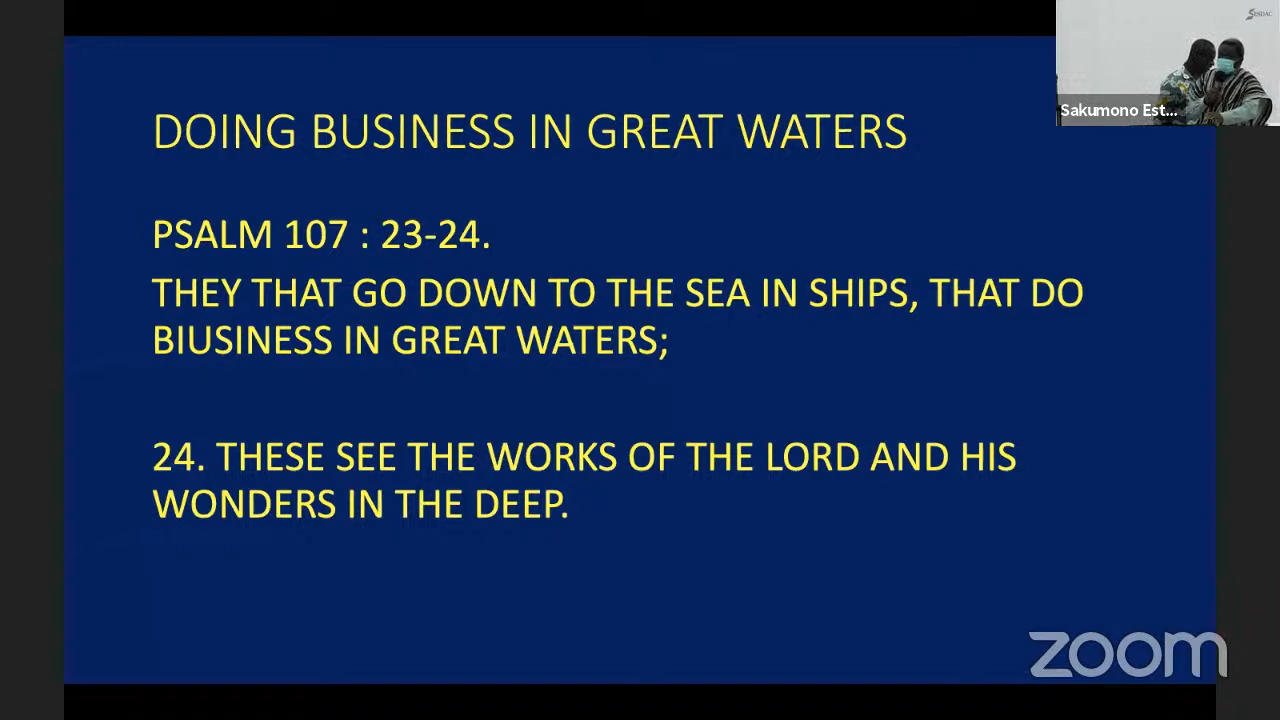 SESDAC
Sakumono Est...
DOING BUSINESS IN GREAT WATERS
PSALM 107 : 23-24.
THEY THAT GO DOWN TO THE SEA IN SHIPS, THAT DO
BIUSINESS IN GREAT WATERS;
24. THESE SEE THE WORKS OF THE LORD AND HIS
WONDERS IN THE DEEP.
zoom